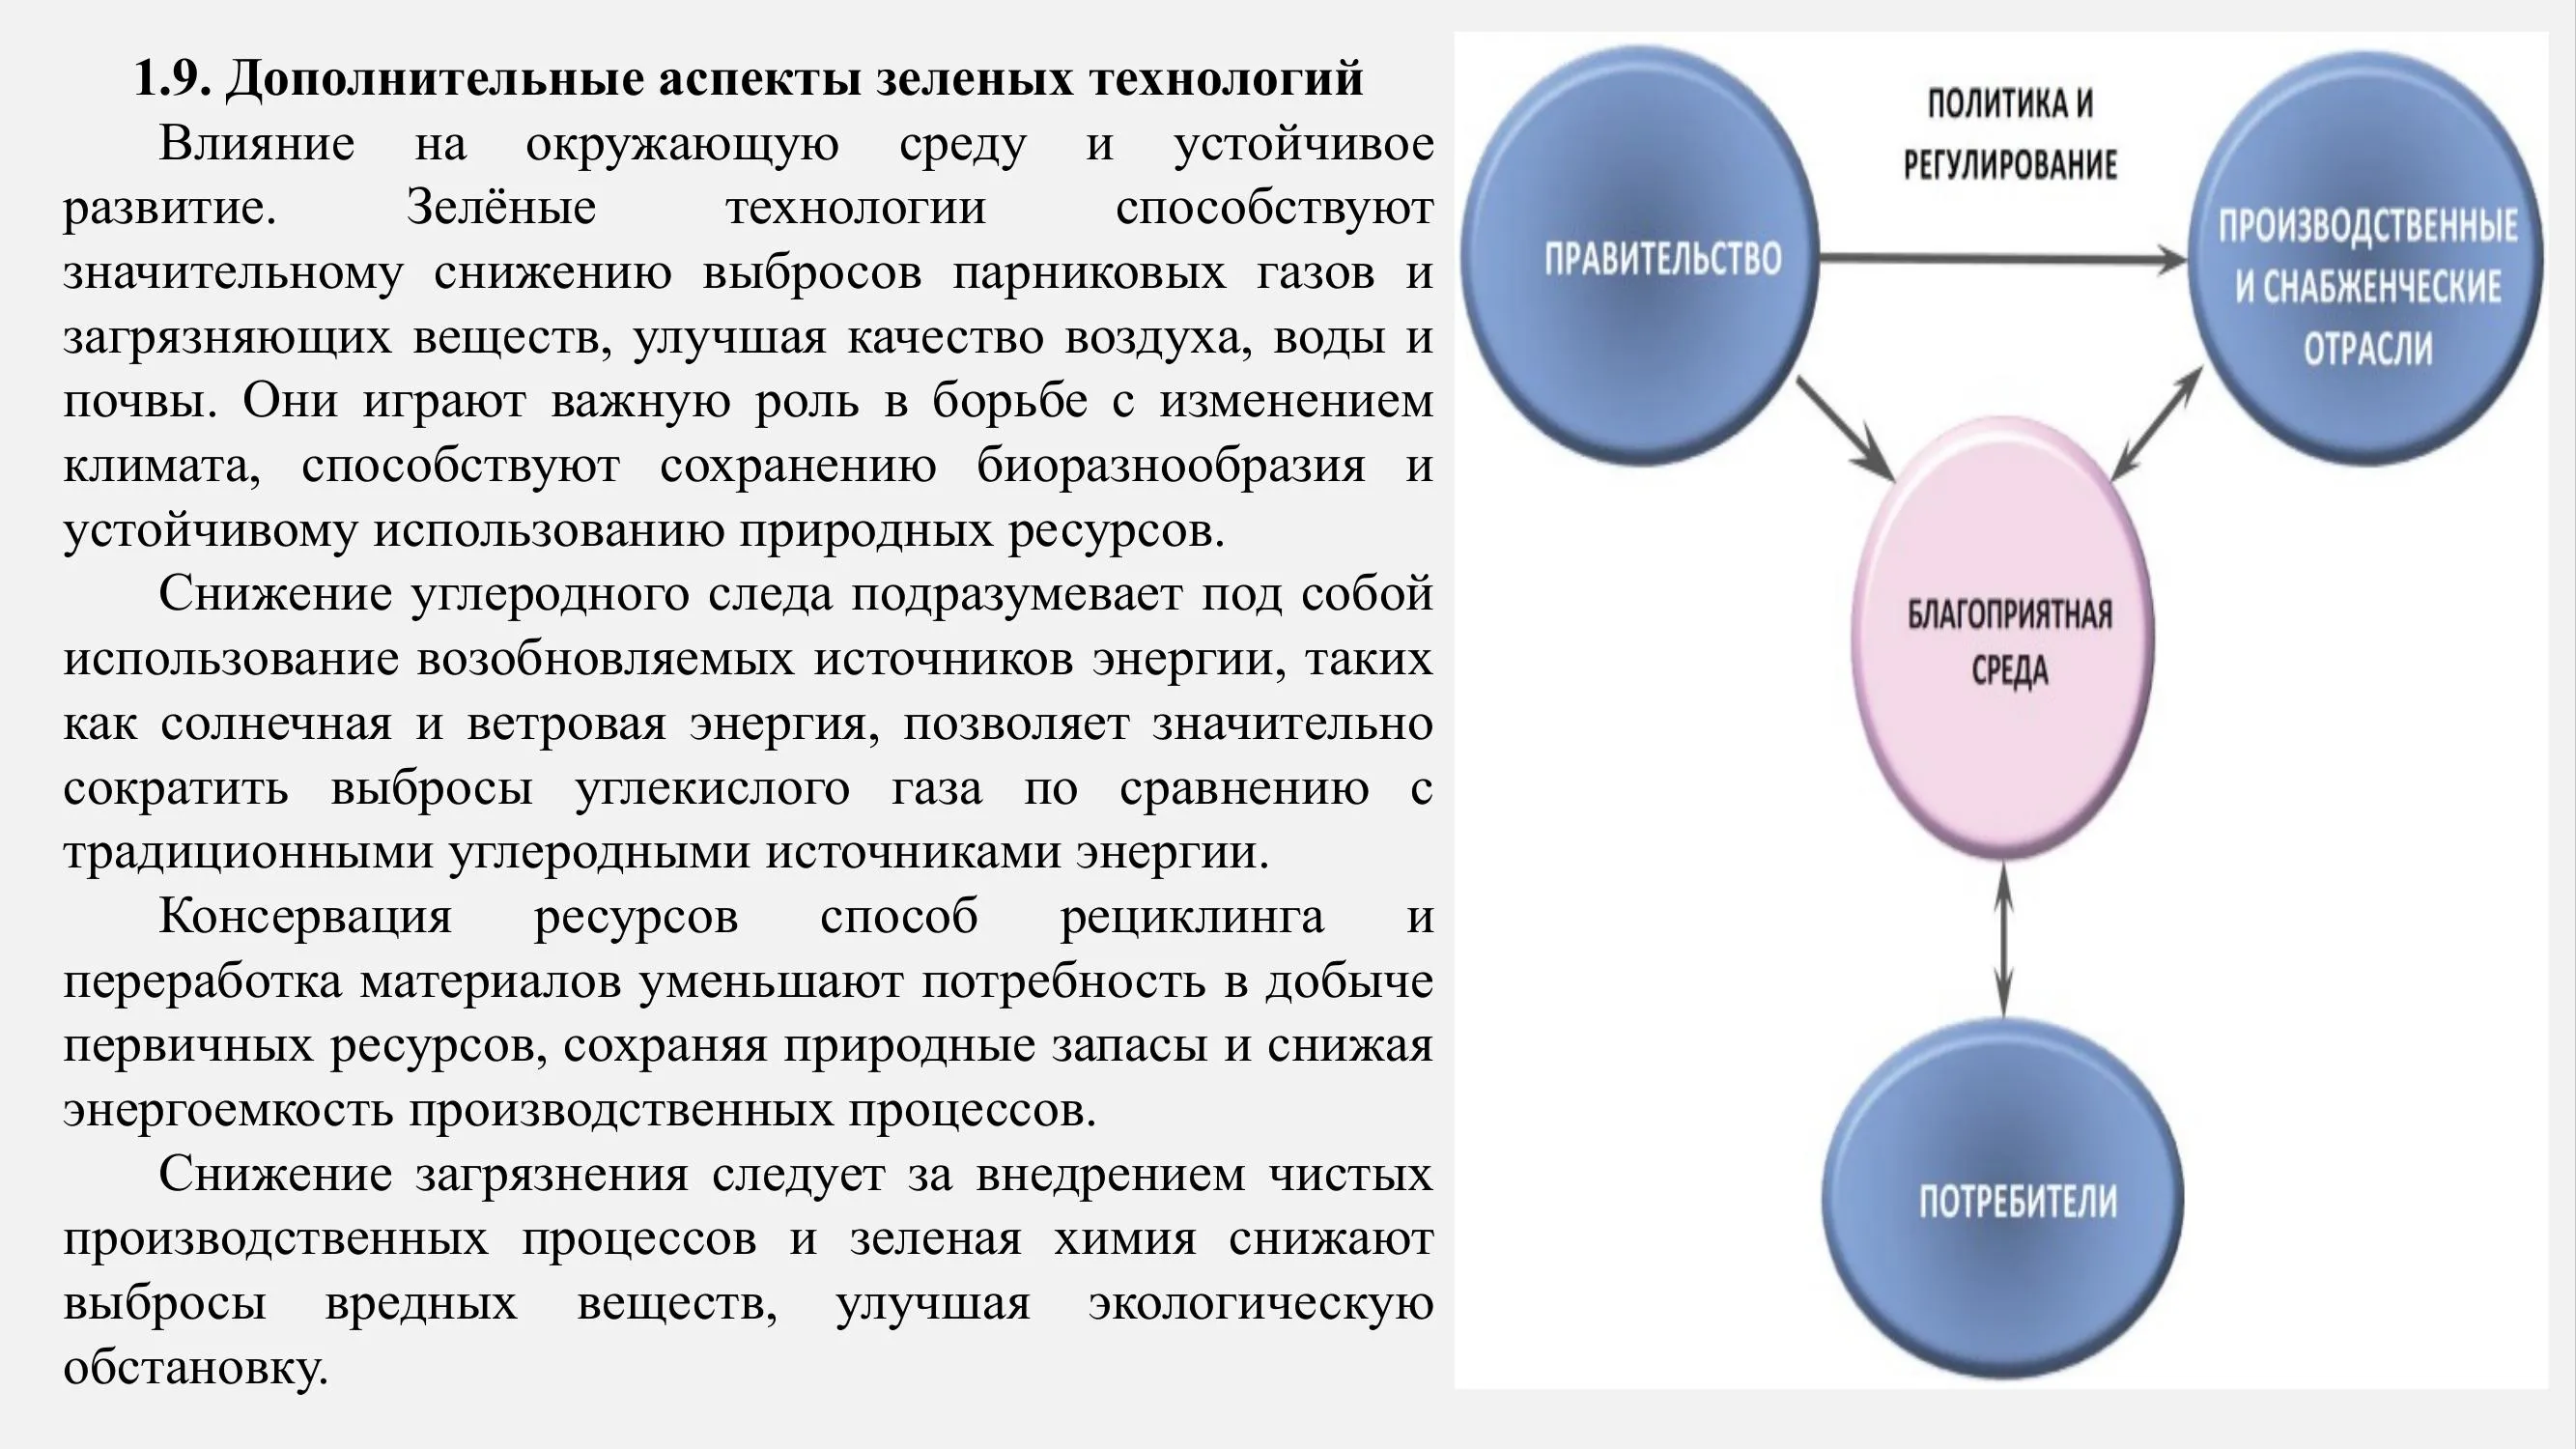 1.9. Дополнительные аспекты зеленых технологий
Влияние на окружающую среду и устойчивое
развитие. Зелёные технологии способствуют
значительному снижению выбросов парниковых газов и
загрязняющих веществ, улучшая качество воздуха, воды и
почвы. Они играют важную роль в борьбе с изменением
климата, способствуют сохранению биоразнообразия и
устойчивому использованию природных ресурсов.
Снижение углеродного следа подразумевает под собой
использование возобновляемых источников энергии, таких
как солнечная и ветровая энергия, позволяет значительно
сократить выбросы углекислого газа по сравнению с
традиционными углеродными источниками энергии.
Консервация ресурсов способ рециклинга и
переработка материалов уменьшают потребность в добыче
первичных ресурсов, сохраняя природные запасы и снижая
энергоемкость производственных процессов.
Снижение загрязнения следует за внедрением чистых
производственных процессов и зеленая химия снижают
выбросы вредных веществ, улучшая экологическую
обстановку.
ПРАВИТЕЛЬСТВО
ПОЛИТИКА И
РЕГУЛИРОВАНИЕ
ПРОИЗВОДСТВЕННЫЕ
И СНАБЖЕНЧЕСКИЕ
ОТРАСЛИ
БЛАГОПРИЯТНАЯ
СРЕДА
ПОТРЕБИТЕЛИ